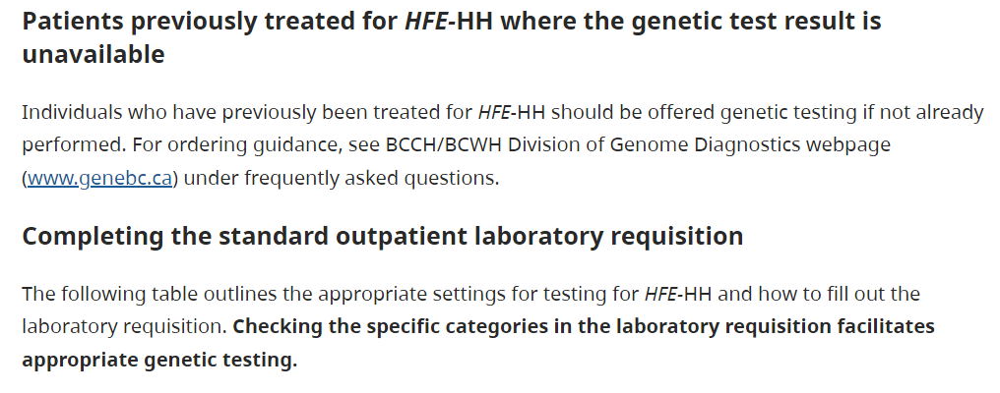 Patients previously treated for HFE-HH where the genetic test result is
unavailable
Individuals who have previously been treated for HFE-HH should be offered genetic testing if not already
performed. For ordering guidance, see BCCH/BCWH Division of Genome Diagnostics webpage
(www.genebc.ca) under frequently asked questions.
Completing the standard outpatient laboratory requisition
The following table outlines the appropriate settings for testing for HFE-HH and how to fill out the
laboratory requisition. Checking the specific categories in the laboratory requisition facilitates
appropriate genetic testing.